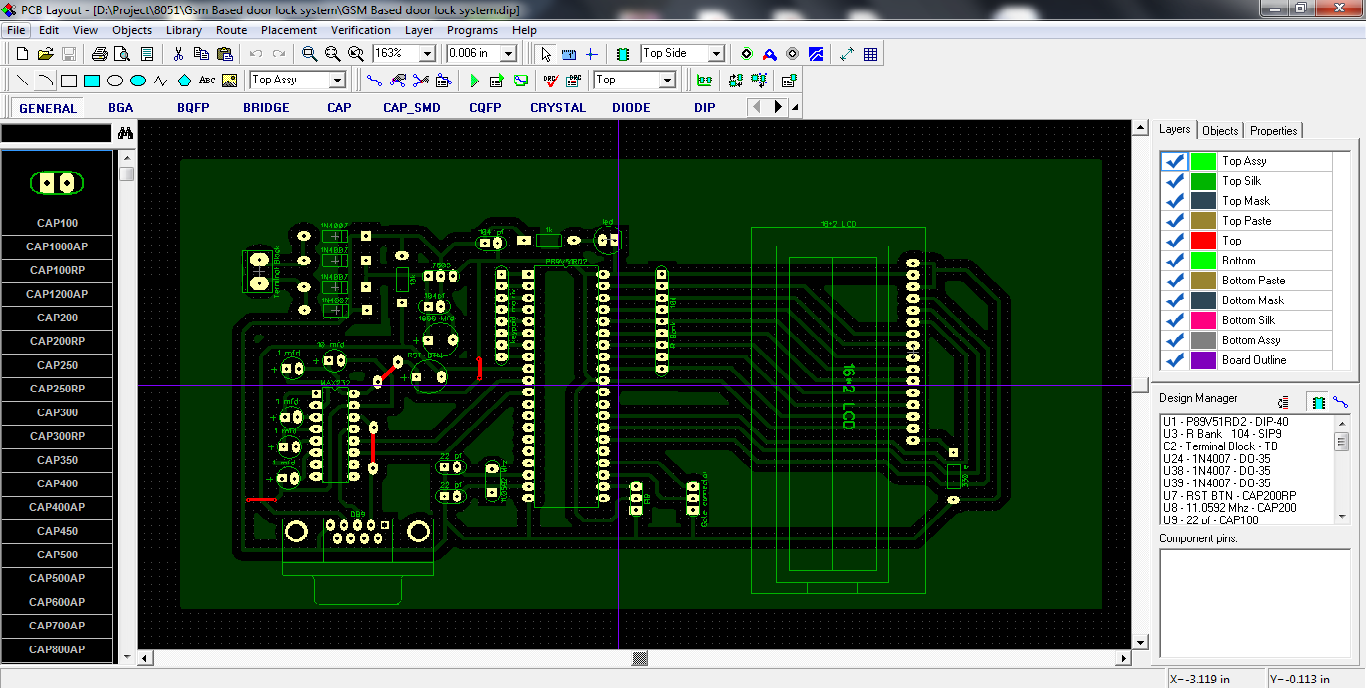 PCB Layout - [D:\Project\8051\Gsm Based door lock system\GSM Based door lock system.dip]
File Edit View Objects Library Route Placement Verification Layer Programs Help
163% 0.006 in Top Side
ABC Top Assy DRC DRC Top
GENERAL BGA BQFP BRIDGE CAP CAP_SMD CQFP CRYSTAL DIODE DIP
CAP100
CAP1000AP
CAP100RP
CAP1200AP
CAP200
CAP200RP
CAP250
CAP250RP
CAP300
CAP300RP
CAP350
CAP400
CAP400AP
CAP450
CAP500
CAP500AP
CAP600AP
CAP700AP
CAP800AP
1N4007
1N4007
1N4007
1N4007
Terminal Block
10k
7805
104 pf
104pf
1k
led
P89V51RD2
RST BTN
10 mfd
1 mfd
1 mfd
1 mfd
1 mfd
MAX232
22 pf
22 pf
DB9
16*2 LCD
16*2 LCD
Layers Objects Properties
Top Assy
Top Silk
Top Mask
Top Paste
Top
Bottom
Bottom Paste
Bottom Mask
Bottom Silk
Bottom Assy
Board Outline
Design Manager
U1 - P89V51RD2 - DIP-40
U3 - R Bank 104 - SIP9
C2 - Terminal Block - TD
U24 - 1N4007 - DO-35
U38 - 1N4007 - DO-35
U39 - 1N4007 - DO-35
U7 - RST BTN - CAP200RP
U8 - 11.0592 Mhz - CAP200
U9 - 22 uf - CAP100
Component pins:
X=-3.119 in Y=-0.113 in